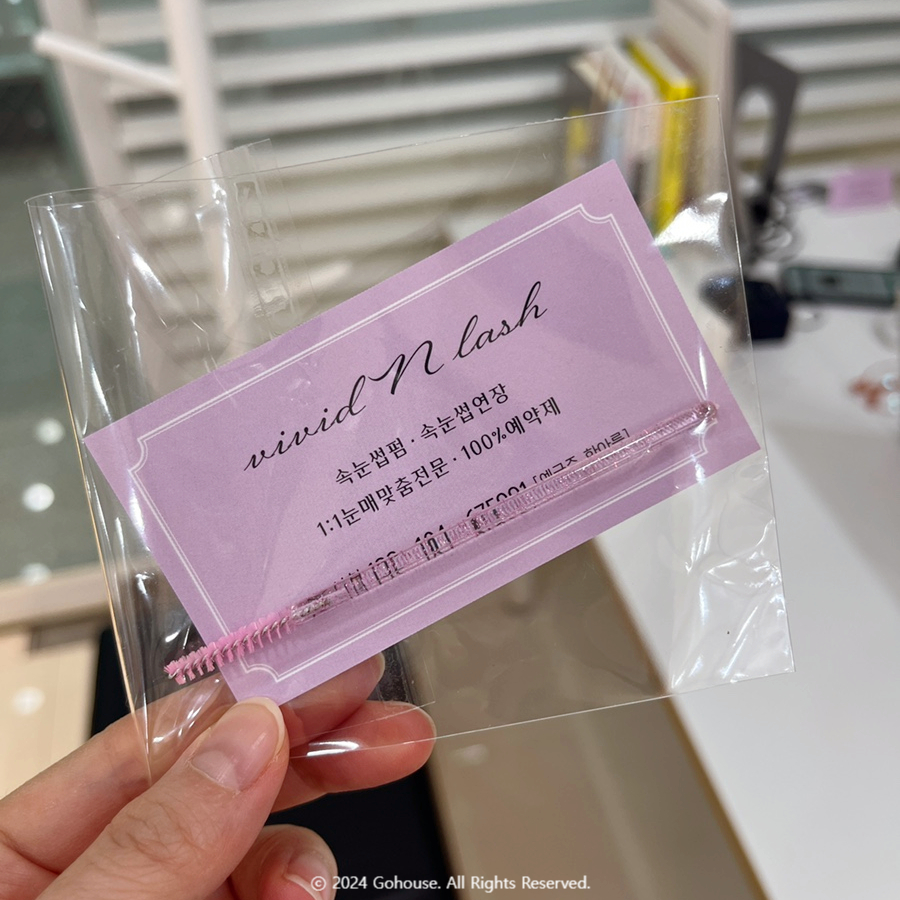 vivid N lash
속눈썹펌 · 속눈썹연장
1:1눈매맞춤전문 · 100%예약제
© 2024 Gohouse. All Rights Reserved.